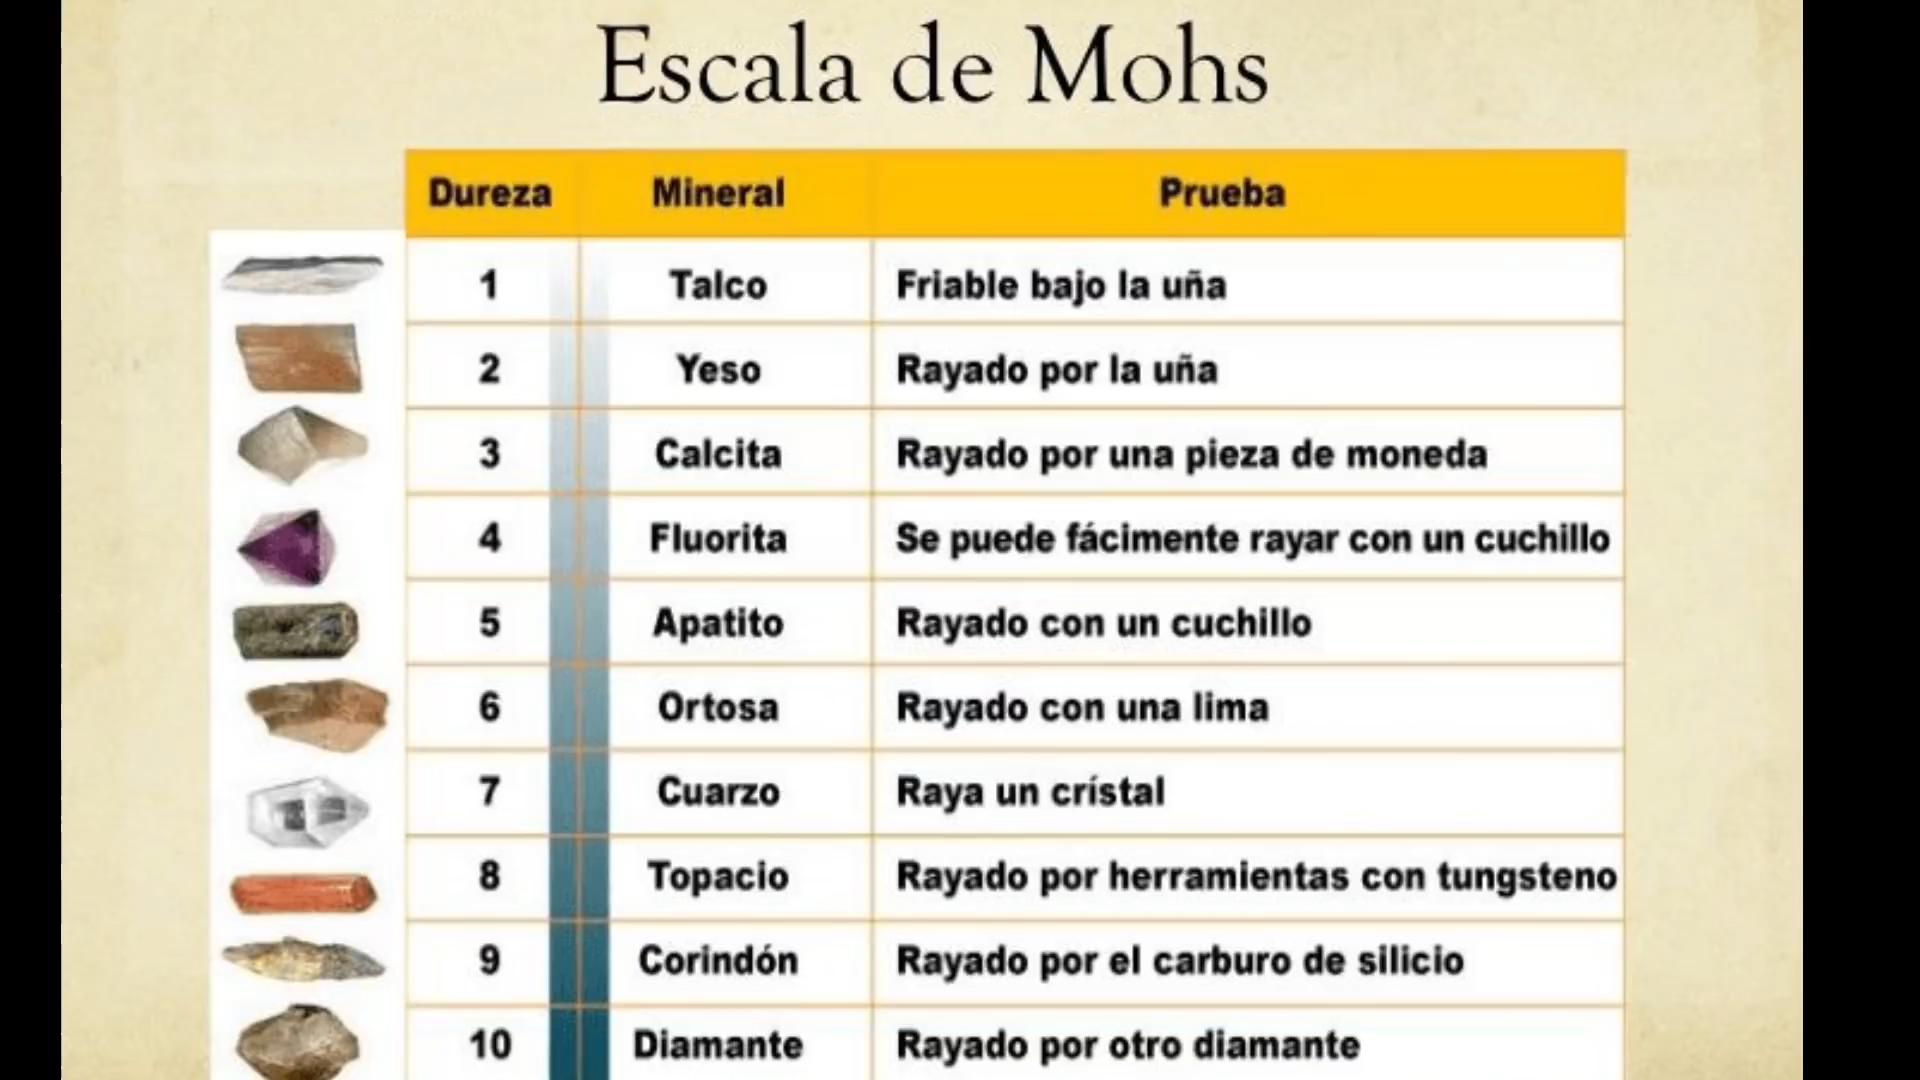 Escala de Mohs
Dureza Mineral Prueba
1 Talco Friable bajo la uña
2 Yeso Rayado por la uña
3 Calcita Rayado por una pieza de moneda
4 Fluorita Se puede fácimente rayar con un cuchillo
5 Apatito Rayado con un cuchillo
6 Ortosa Rayado con una lima
7 Cuarzo Raya un crístal
8 Topacio Rayado por herramientas con tungsteno
9 Corindón Rayado por el carburo de silicio
10 Diamante Rayado por otro diamante